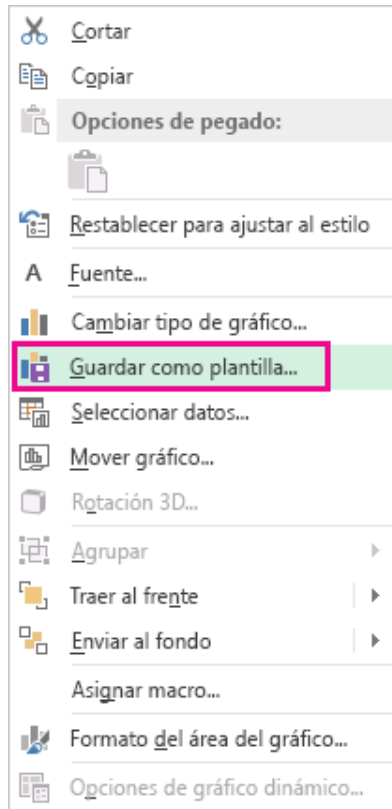 Cortar
Copiar
Opciones de pegado:
Restablecer para ajustar al estilo
A Fuente...
Cambiar tipo de gráfico...
Guardar como plantilla...
Seleccionar datos...
Mover gráfico...
Rotación 3D...
Agrupar
Traer al frente
Enviar al fondo
Asignar macro...
Formato del área del gráfico...
Opciones de gráfico dinámico...